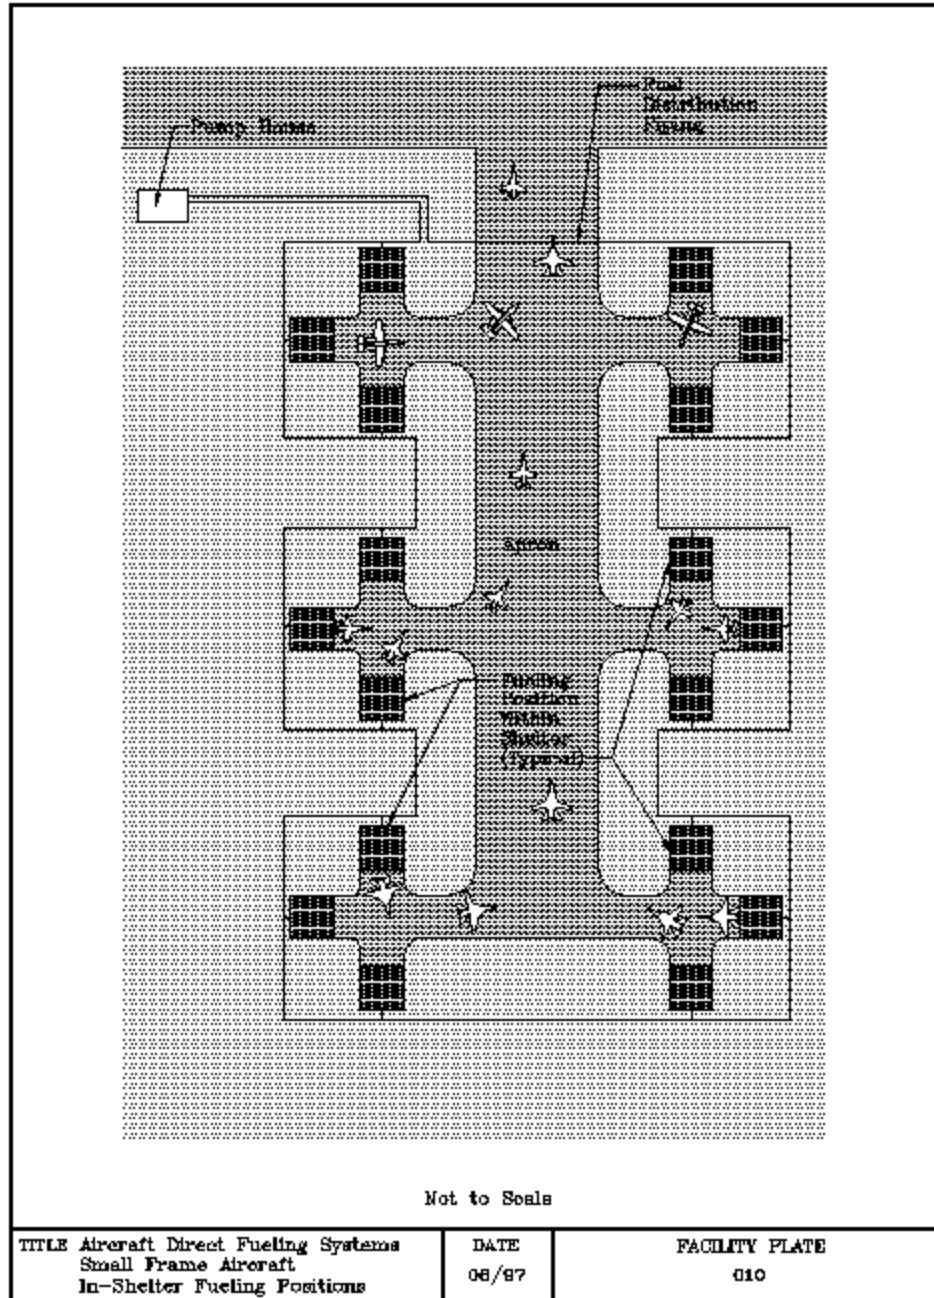 Fuel
Distribution
Piping
Pump House
apron
Fueling
Position
Within
Shelter
(Typical)
Not to Scale
TITLE Aircraft Direct Fueling Systems
Small Frame Aircraft
In-Shelter Fueling Positions
DATE
06/97
FACILITY PLATE
010